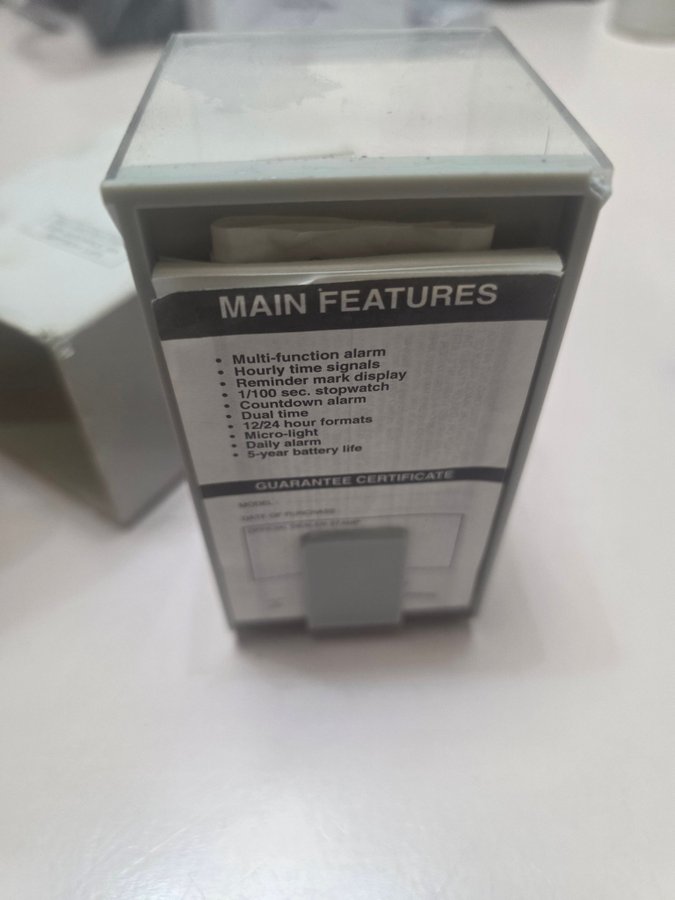 MAIN FEATURES
• Multi-function alarm
• Hourly time signals
• Reminder mark display
• 1/100 sec. stopwatch
• Countdown alarm
• Dual time
• 12/24 hour formats
• Micro-light
• Daily alarm
• 5-year battery life
GUARANTEE CERTIFICATE
MODEL:
DATE OF PURCHASE
OFFICIAL DEALER STAMP